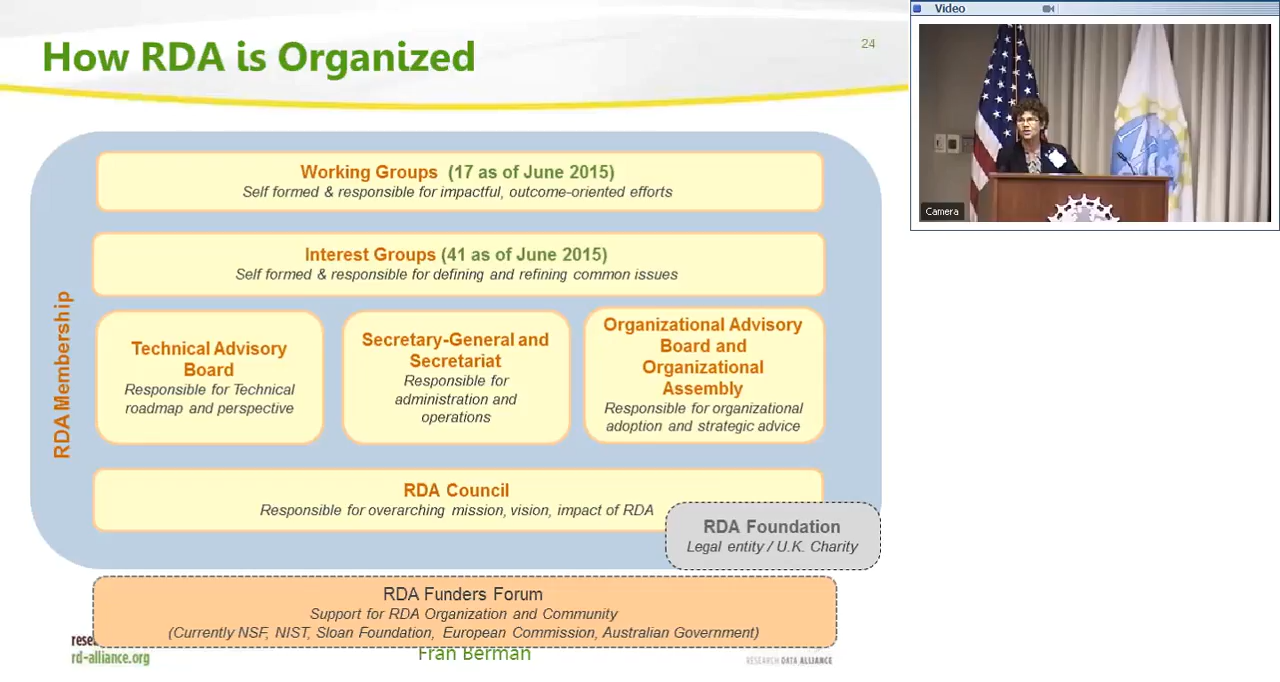 How RDA is Organized
24
Video
Camera
RDA Membership
Working Groups (17 as of June 2015)
Self formed & responsible for impactful, outcome-oriented efforts
Interest Groups (41 as of June 2015)
Self formed & responsible for defining and refining common issues
Technical Advisory
Board
Responsible for Technical
roadmap and perspective
Secretary-General and
Secretariat
Responsible for
administration and
operations
Organizational Advisory
Board and
Organizational
Assembly
Responsible for organizational
adoption and strategic advice
RDA Council
Responsible for overarching mission, vision, impact of RDA
RDA Foundation
Legal entity / U.K. Charity
RDA Funders Forum
Support for RDA Organization and Community
(Currently NSF, NIST, Sloan Foundation, European Commission, Australian Government)
rd-alliance.org
Fran Berman
RESEARCH DATA ALLIANCE